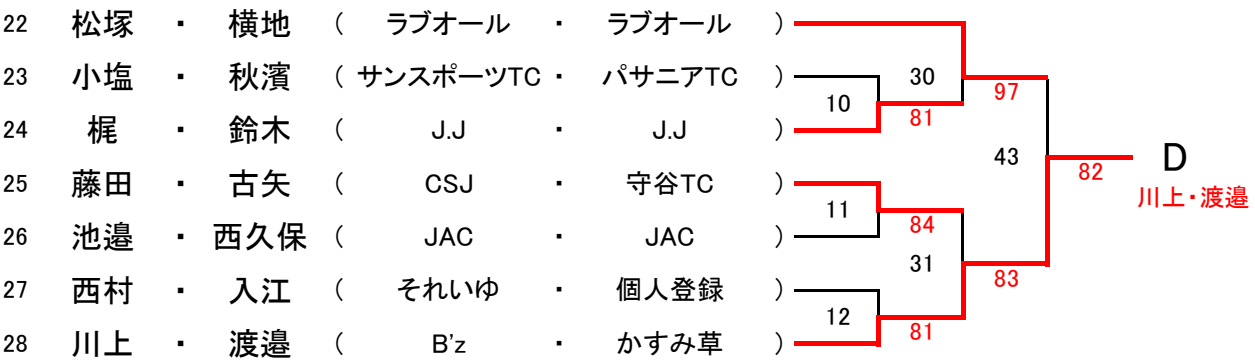 22 松塚 ・ 横地 ( ラブオール ・ ラブオール )
23 小塩 ・ 秋濱 ( サンスポーツTC ・ パサニアTC )
30
97
10
81
24 梶 ・ 鈴木 ( J.J ・ J.J )
43
D
82
川上・渡邉
25 藤田 ・ 古矢 ( CSJ ・ 守谷TC )
11
84
26 池邉 ・ 西久保 ( JAC ・ JAC )
31
83
27 西村 ・ 入江 ( それいゆ ・ 個人登録 )
12
81
28 川上 ・ 渡邉 ( B'z ・ かすみ草 )